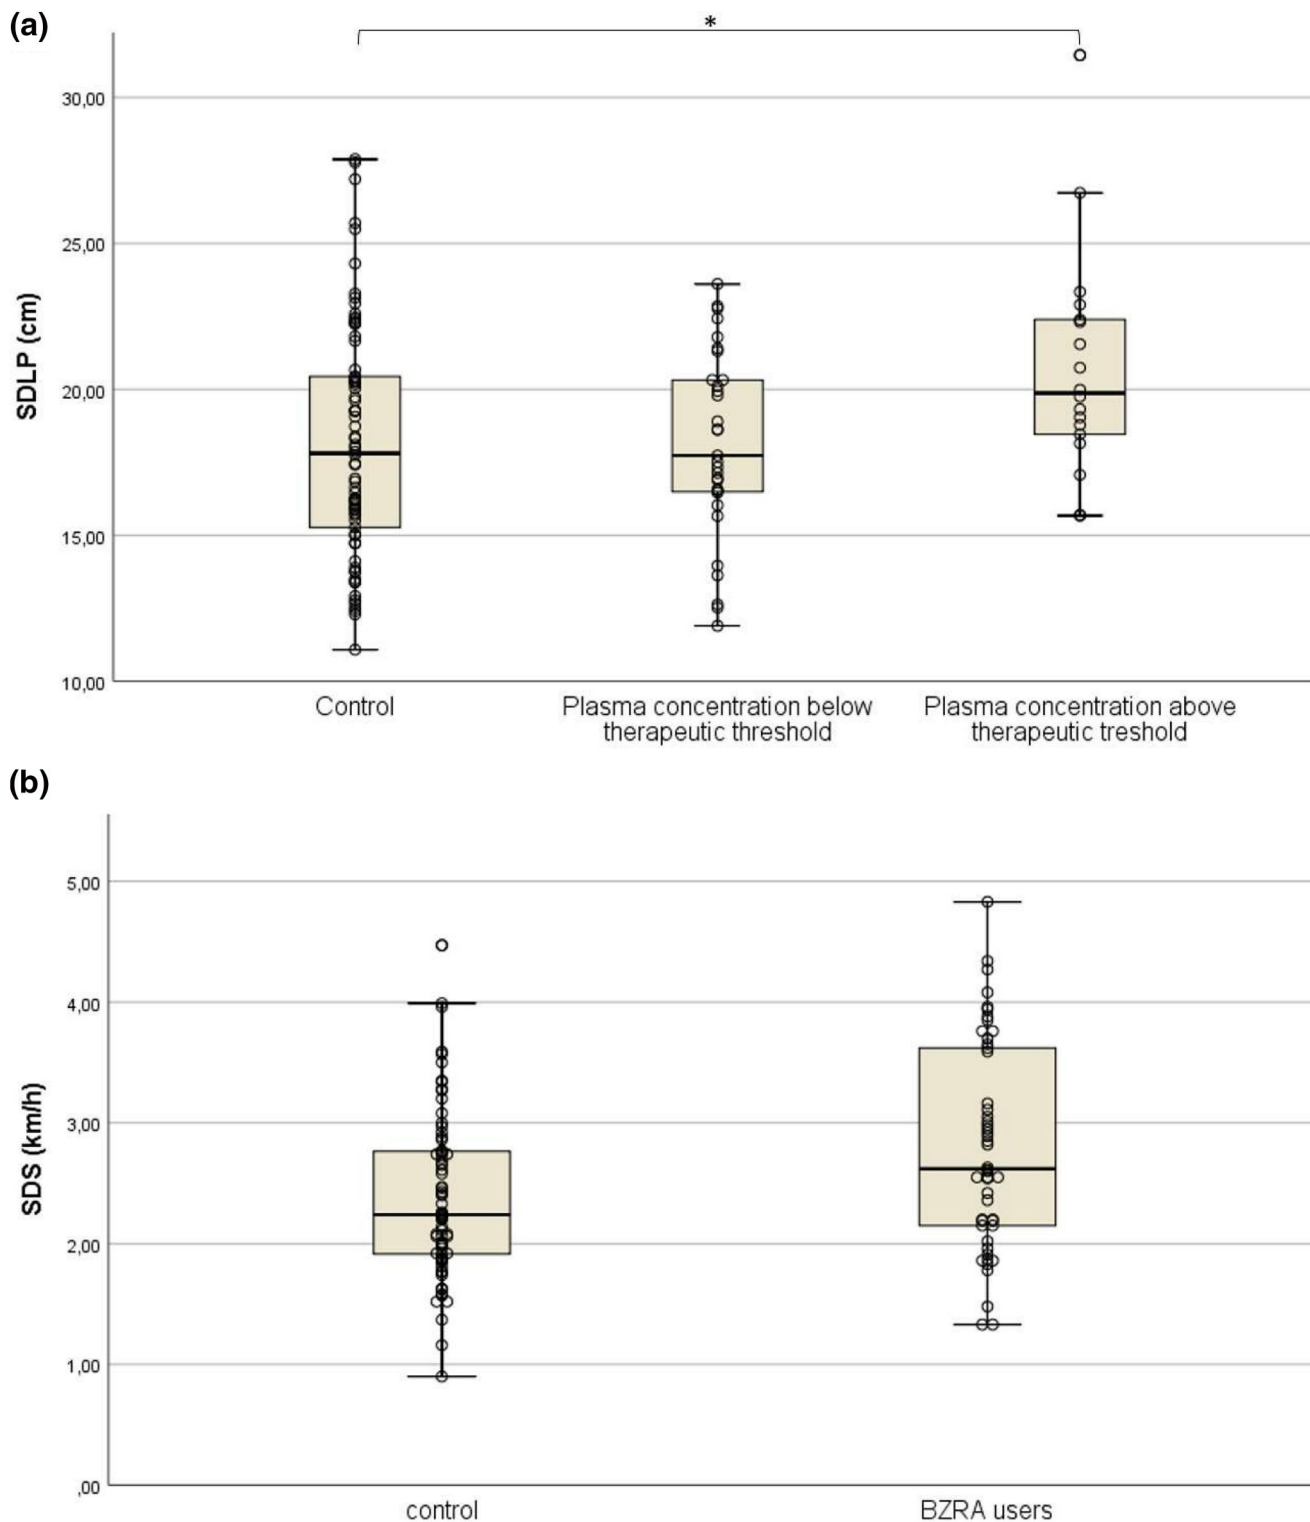 (a)
*
SDLP (cm)
30,00
25,00
20,00
15,00
10,00
Control
Plasma concentration below
therapeutic threshold
Plasma concentration above
therapeutic treshold
(b)
SDS (km/h)
5,00
4,00
3,00
2,00
1,00
,00
control
BZRA users